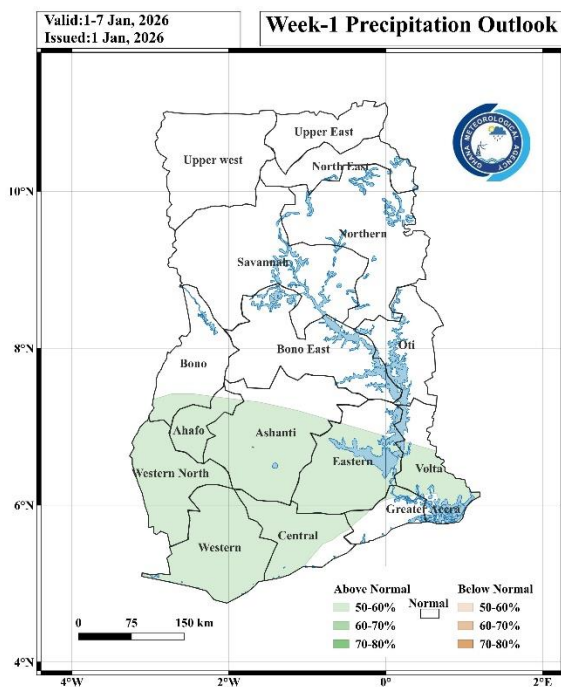 Valid:1-7 Jan, 2026
Issued:1 Jan, 2026
Week-1 Precipitation Outlook
GHANA METEOROLOGICAL AGENCY
Upper East
Upper west
North East
10°N
Northern
Savannah
8°N
Bono East
Oti
Bono
Ahafo
Ashanti
Eastern
Volta
Western North
6°N
Greater Accra
Western
Central
Above Normal
Normal
Below Normal
50-60%
50-60%
60-70%
60-70%
70-80%
70-80%
0 75 150 km
4°N
4°W 2°W 0° 2°E